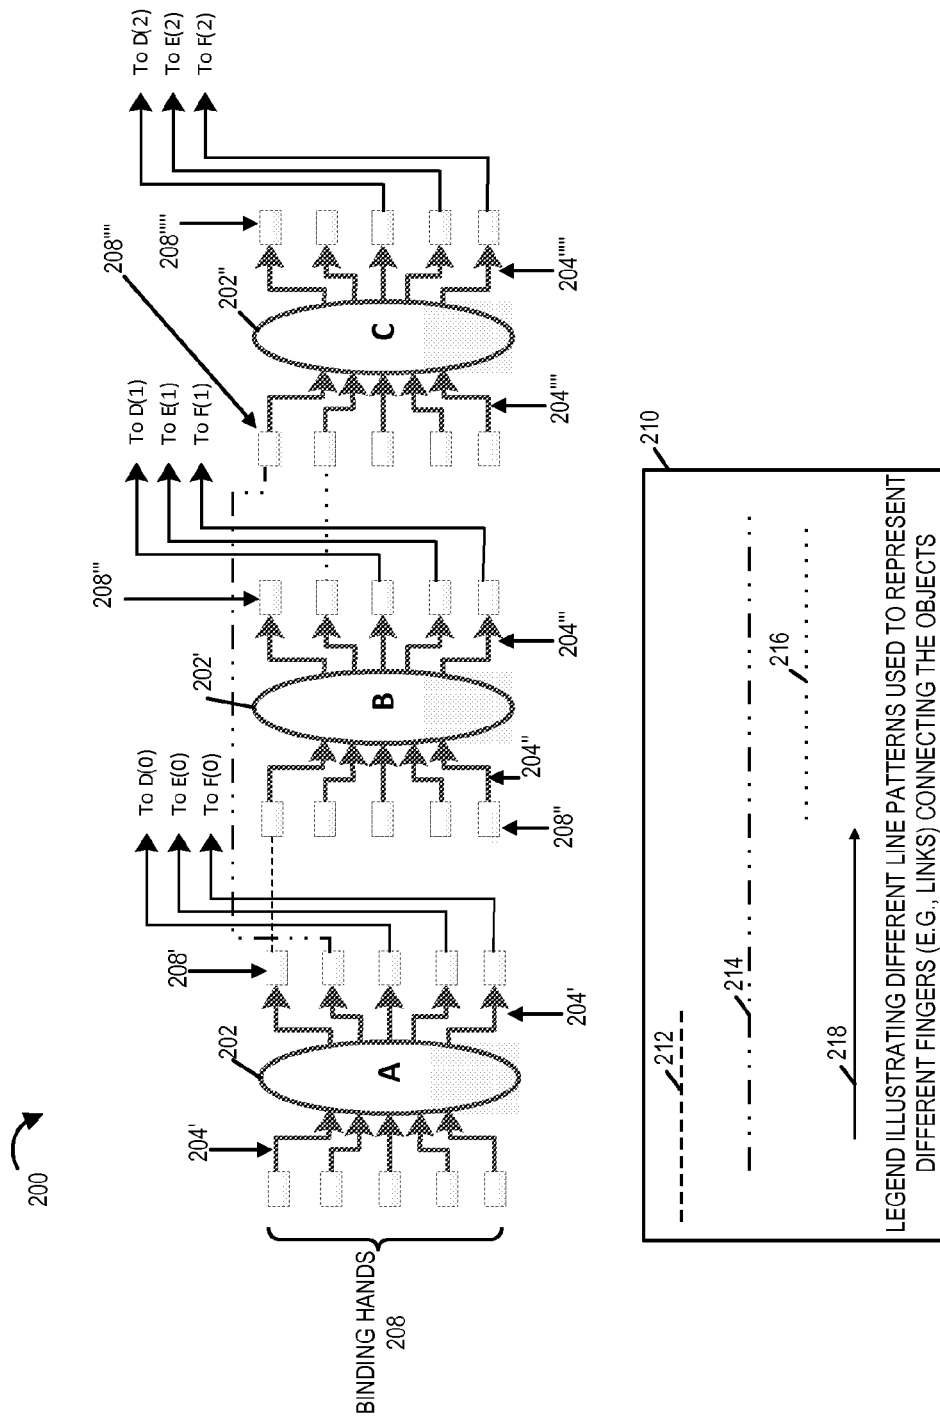 200
To D(0)
To E(0)
To F(0)
To D(1)
To E(1)
To F(1)
To D(2)
To E(2)
To F(2)
208'
208'''
208''''
208'''''
204'
202
202'
202''
BINDING HANDS
208
A
B
C
204'
208''
204''
204'''
204''''
204'''''
210
212
214
216
218
LEGEND ILLUSTRATING DIFFERENT LINE PATTERNS USED TO REPRESENT
DIFFERENT FINGERS (E.G., LINKS) CONNECTING THE OBJECTS